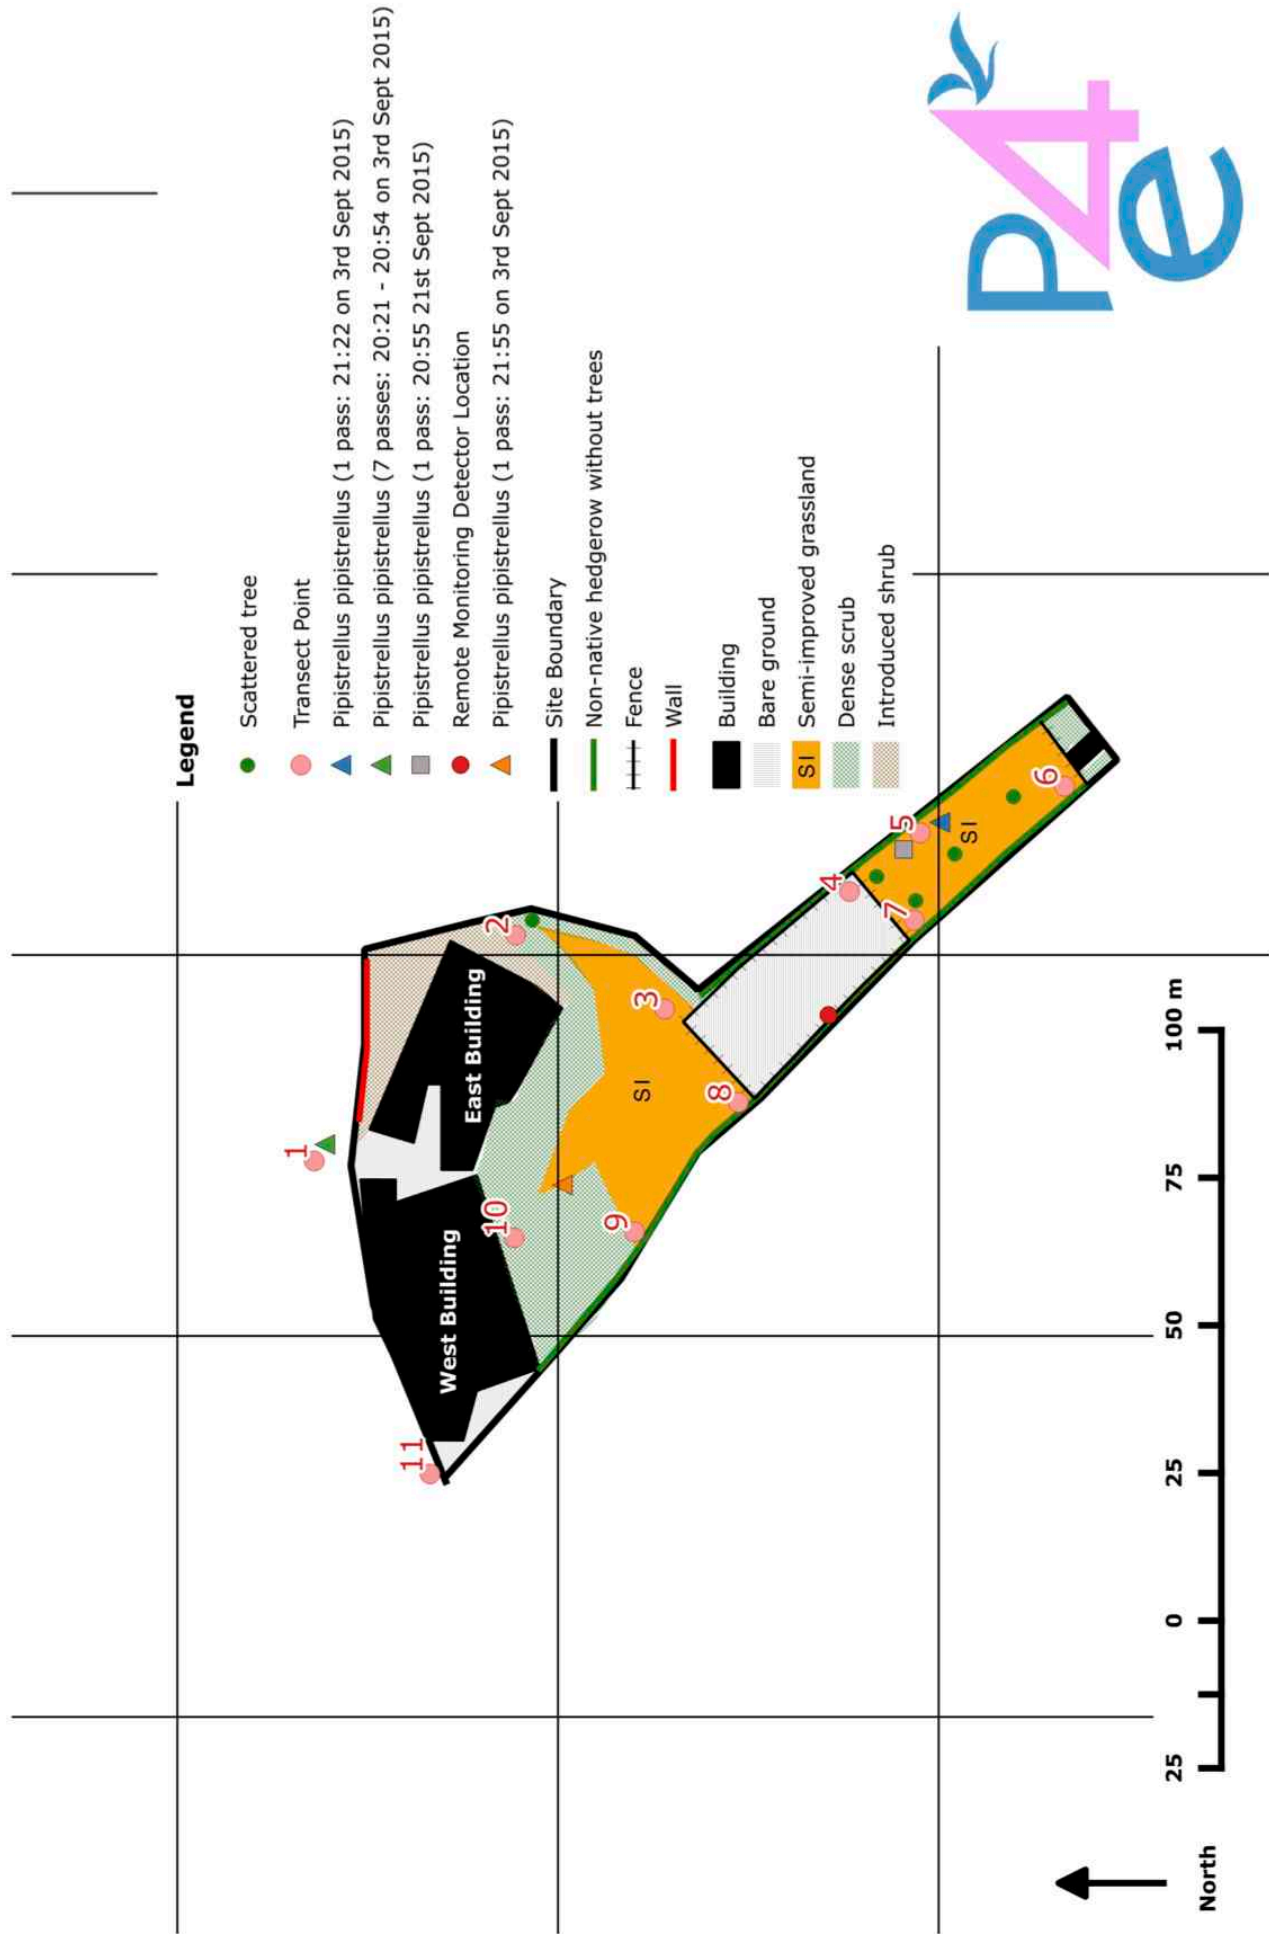 Legend
Scattered tree
Transect Point
Pipistrellus pipistrellus (1 pass: 21:22 on 3rd Sept 2015)
Pipistrellus pipistrellus (7 passes: 20:21 - 20:54 on 3rd Sept 2015)
Pipistrellus pipistrellus (1 pass: 20:55 21st Sept 2015)
Remote Monitoring Detector Location
Pipistrellus pipistrellus (1 pass: 21:55 on 3rd Sept 2015)
Site Boundary
Non-native hedgerow without trees
Fence
Wall
Building
Bare ground
SI Semi-improved grassland
Dense scrub
Introduced shrub
1
2
3
4
5
6
7
8
9
10
11
West Building
East Building
SI
SI
North
25 0 25 50 75 100 m
P4
e